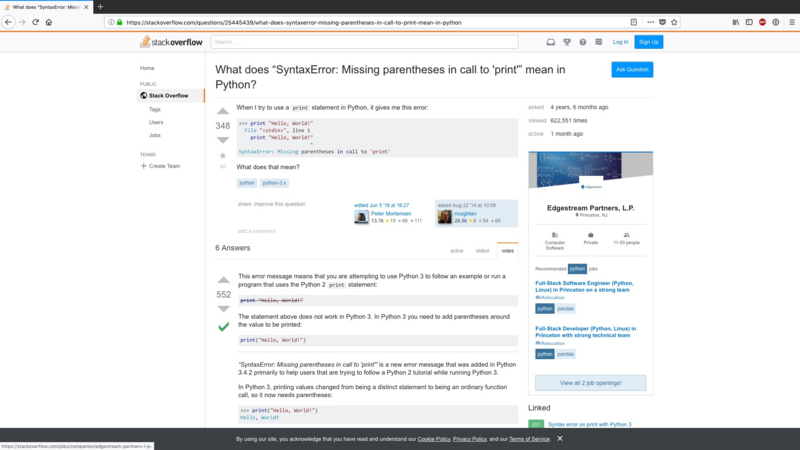 What does "SyntaxError: Missing
https://stackoverflow.com/questions/25445439/what-does-syntaxerror-missing-parentheses-in-call-to-print-mean-in-python
stackoverflow
Search...
Log In
Sign Up
Home
PUBLIC
Stack Overflow
Tags
Users
Jobs
TEAMS
+ Create Team
What does “SyntaxError: Missing parentheses in call to 'print'” mean in
Python?
Ask Question
348
When I try to use a print statement in Python, it gives me this error:
>>> print "Hello, World!"
File "<stdin>", line 1
print "Hello, World!"
^
SyntaxError: Missing parentheses in call to 'print'
What does that mean?
python python-3.x
share improve this question
edited Jun 5 '18 at 16:27
Peter Mortensen
asked Aug 22 '14 at 10:58
ncoghlan
add a comment
asked 4 years, 6 months ago
viewed 622,551 times
active 1 month ago
Edgestream
Edgestream Partners, L.P.
Princeton, NJ
Computer
Software
Private
11-50 people
Recommended python jobs
Full-Stack Software Engineer (Python,
Linux) in Princeton on a strong team
Relocation
python pandas
Full-Stack Developer (Python, Linux) in
Princeton with strong technical team
Relocation
python pandas
View all 2 job openings!
Linked
Syntax error on print with Python 3
6 Answers
active oldest votes
552
This error message means that you are attempting to use Python 3 to follow an example or run a
program that uses the Python 2 print statement:
print "Hello, World!"
The statement above does not work in Python 3. In Python 3 you need to add parentheses around
the value to be printed:
print("Hello, World!")
"SyntaxError: Missing parentheses in call to 'print'" is a new error message that was added in Python
3.4.2 primarily to help users that are trying to follow a Python 2 tutorial while running Python 3.
In Python 3, printing values changed from being a distinct statement to being an ordinary function
call, so it now needs parentheses:
>>> print("Hello, World!")
Hello, World!
By using our site, you acknowledge that you have read and understand our Cookie Policy, Privacy Policy, and our Terms of Service.
https://stackoverflow.com/jobs/companies/edgestream-partners-l-p-